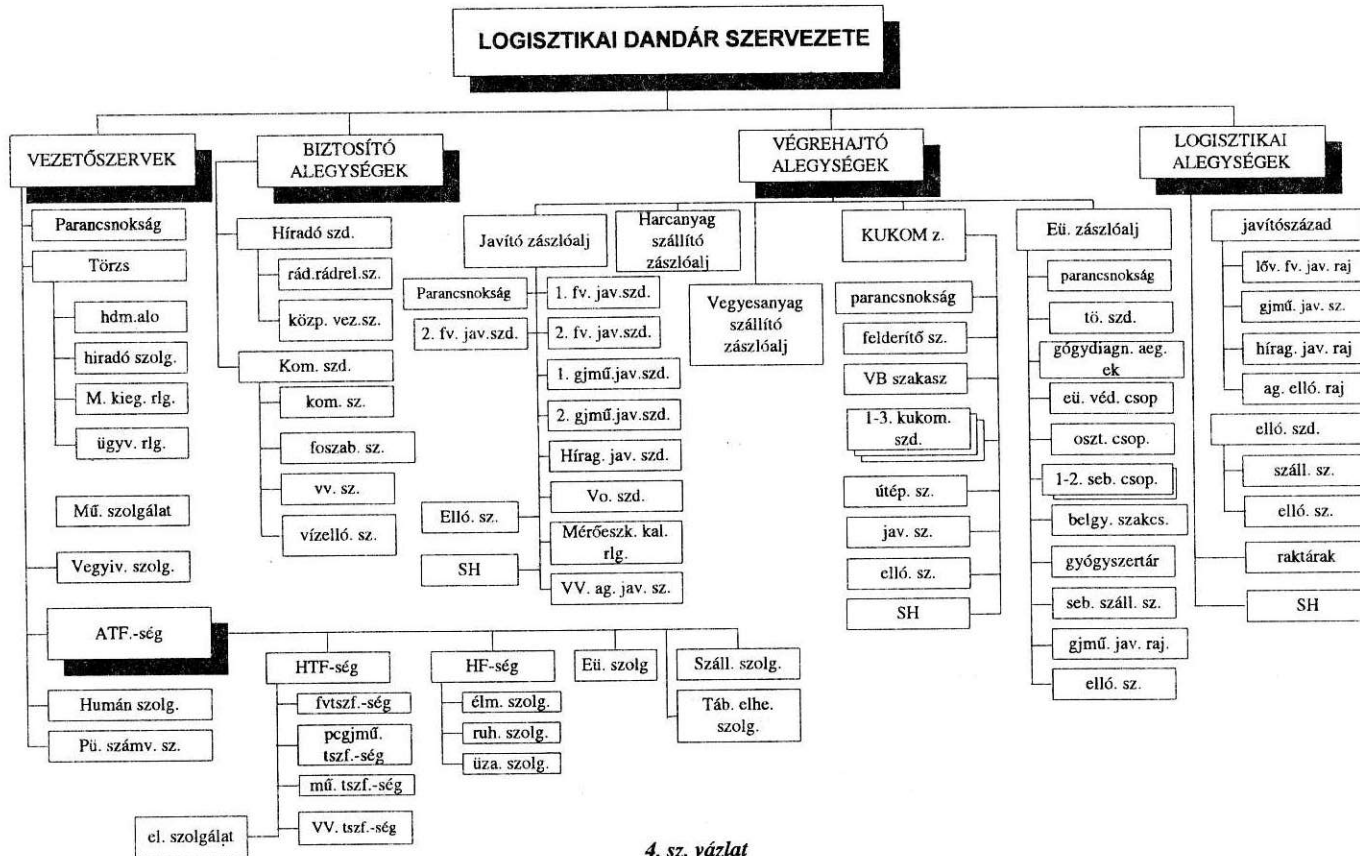 LOGISZTIKAI DANDÁR SZERVEZETE
VEZETŐSZERVEK
Parancsnokság
Törzs
hdm.alo
hiradó szolg.
M. kieg. rlg.
ügyv. rlg.
Mű. szolgálat
Vegyiv. szolg.
ATF.-ség
HTF-ség
fvtszf.-ség
pcgjmű.
tszf.-ség
mű. tszf.-ség
VV. tszf.-ség
el. szolgálat
HF-ség
élm. szolg.
ruh. szolg.
üza. szolg.
Eü. szolg
Száll. szolg.
Táb. elhe.
szolg.
Humán szolg.
Pü. számv. sz.
BIZTOSÍTÓ
ALEGYSÉGEK
Híradó szd.
rád.rádrel.sz.
közp. vez.sz.
Kom. szd.
kom. sz.
foszab. sz.
vv. sz.
vízelló. sz.
VÉGREHAJTÓ
ALEGYSÉGEK
Javító zászlóalj
Parancsnokság
2. fv. jav.szd.
1. fv. jav.szd.
2. fv. jav.szd.
1. gjmű.jav.szd.
2. gjmű.jav.szd.
Hírag. jav. szd.
Vo. szd.
Elló. sz.
Mérőeszk. kal.
rlg.
SH
VV. ag. jav. sz.
Harcanyag
szállító
zászlóalj
Vegyesanyag
szállító
zászlóalj
KUKOM z.
parancsnokság
felderítő sz.
VB szakasz
1-3. kukom.
szd.
útép. sz.
jav. sz.
elló. sz.
SH
Eü. zászlóalj
parancsnokság
tö. szd.
gógydiagn. aeg.
ek
eü. véd. csop
oszt. csop.
1-2. seb. csop.
belgy. szakcs.
gyógyszertár
seb. száll. sz.
gjmű. jav. raj.
elló. sz.
LOGISZTIKAI
ALEGYSÉGEK
javítószázad
lőv. fv. jav. raj
gjmű. jav. sz.
hírag. jav. raj
ag. elló. raj
elló. szd.
száll. sz.
elló. sz.
raktárak
SH
4. sz. vázlat